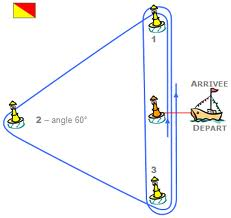 1
ARRIVEE
2 – angle 60°
DEPART
3